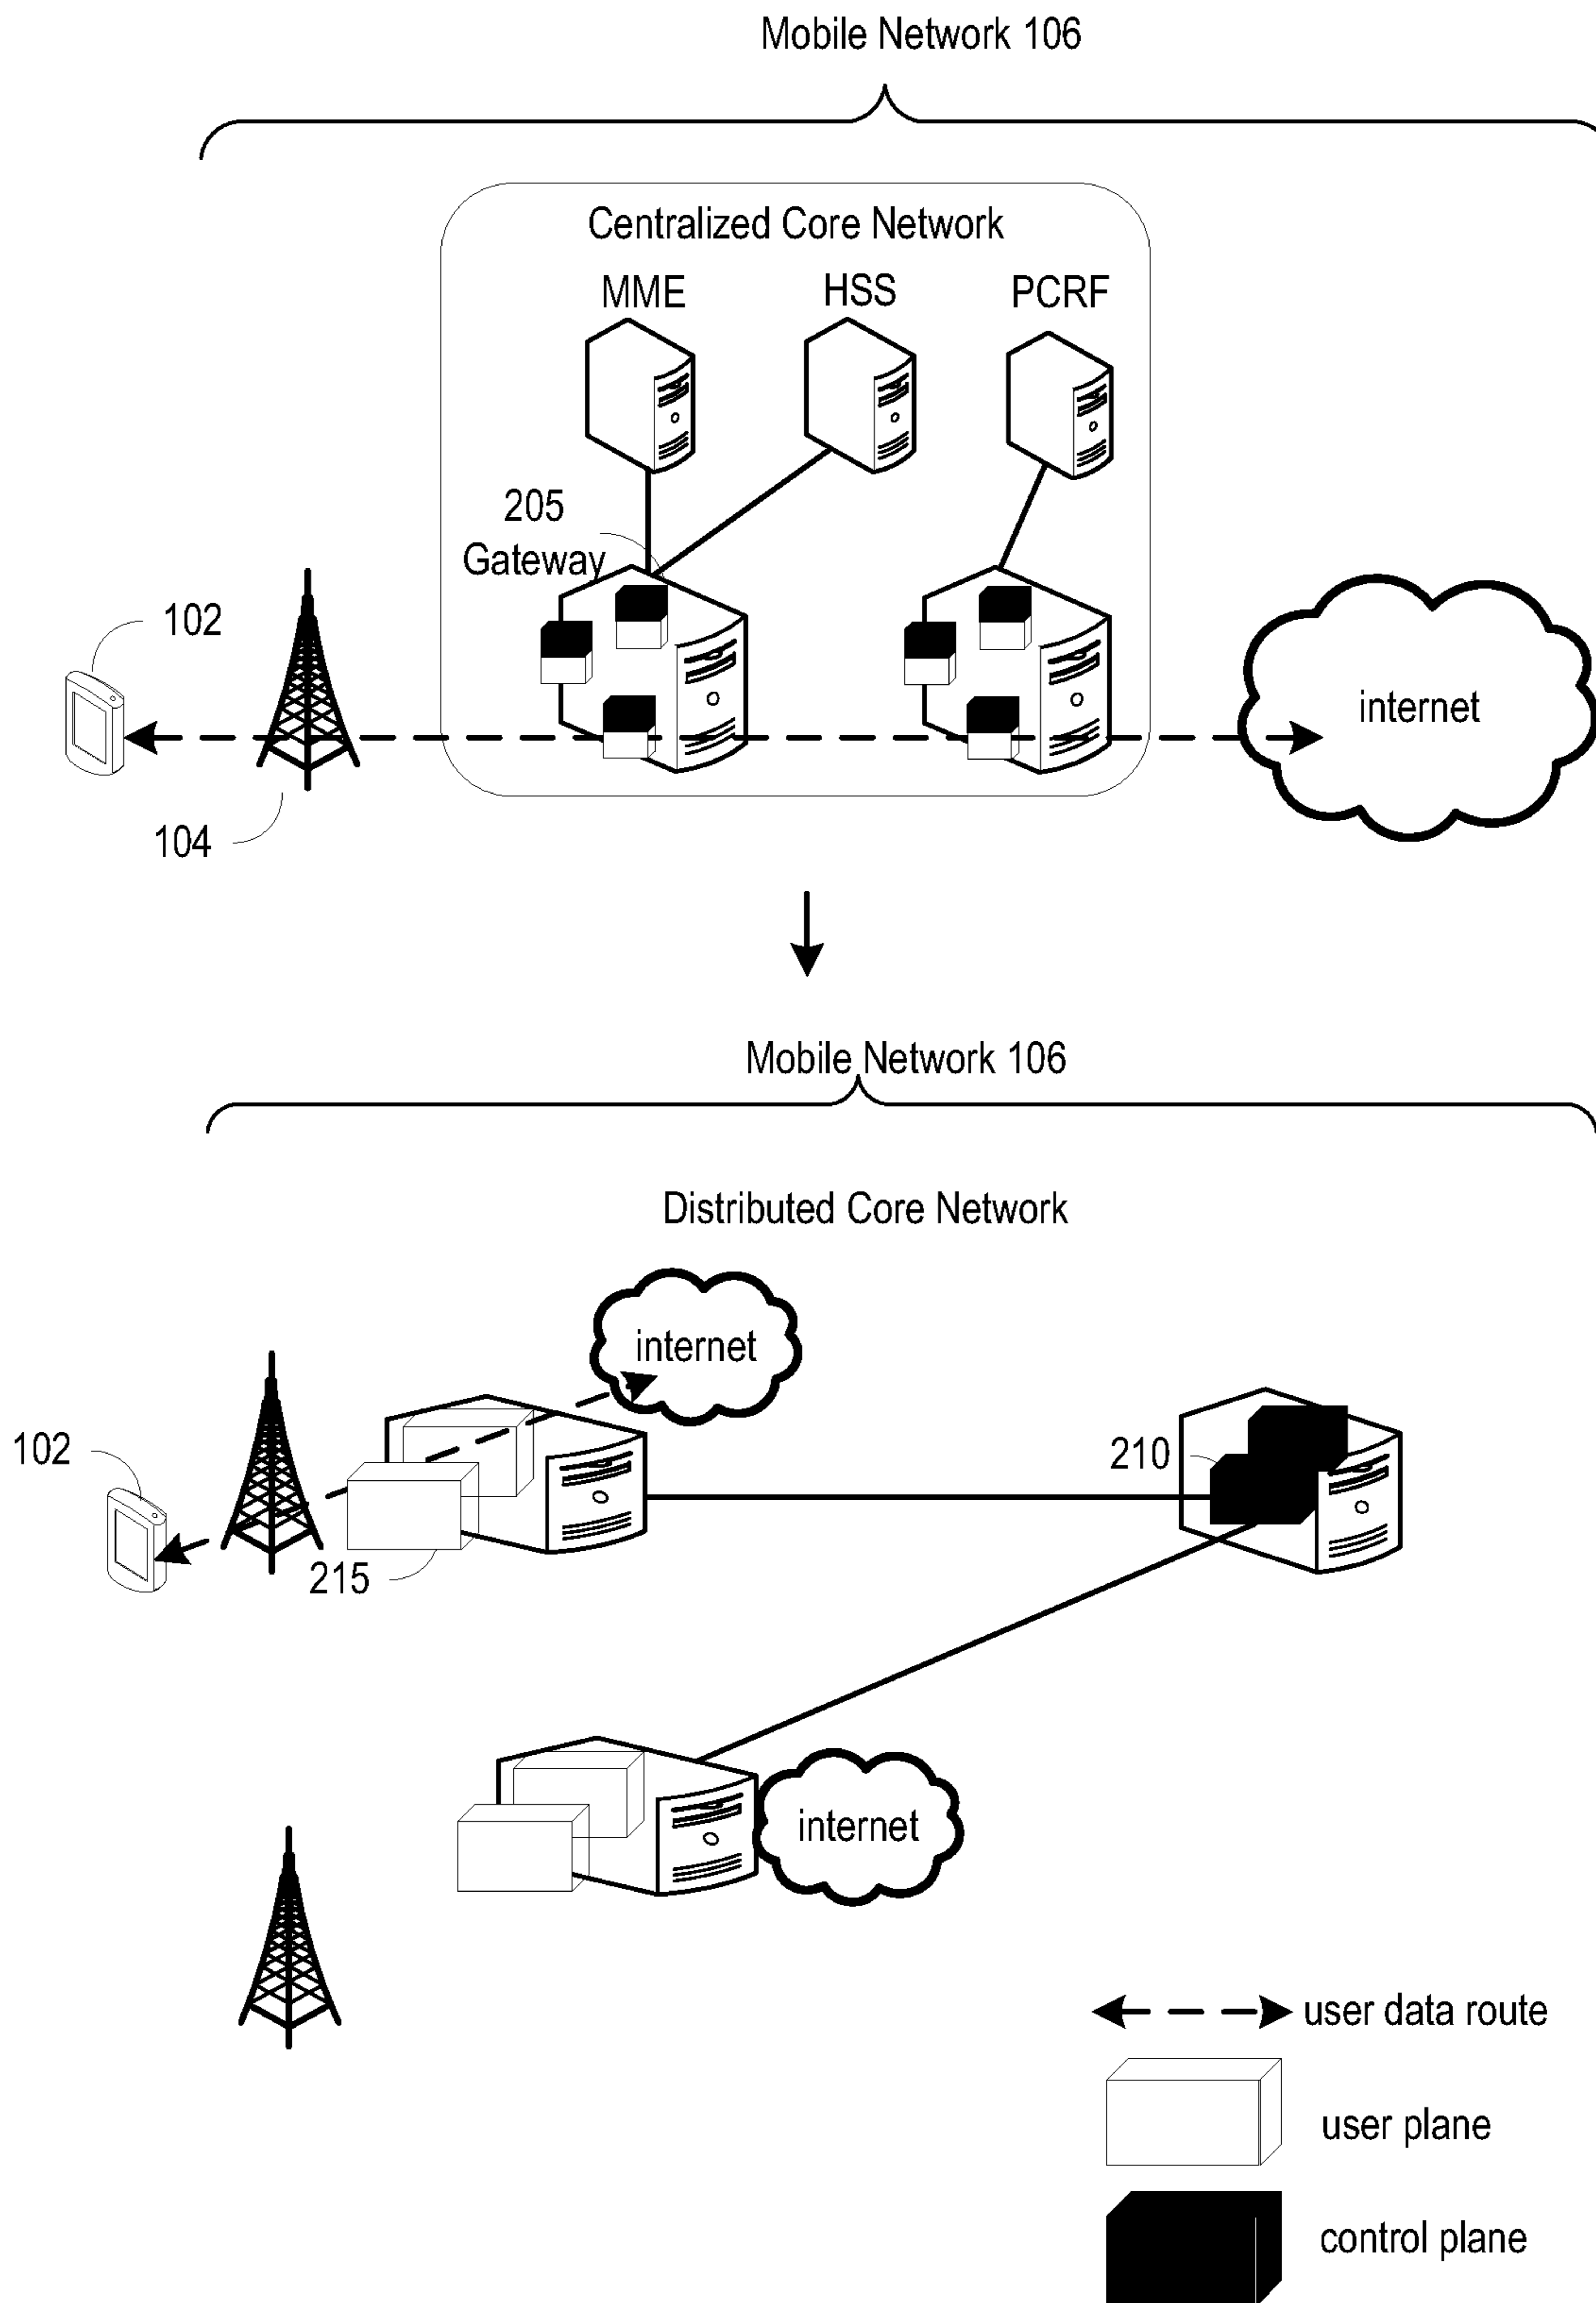 Mobile Network 106
Centralized Core Network
MME HSS PCRF
205
Gateway
102
internet
104
Mobile Network 106
Distributed Core Network
internet
102
210
215
internet
user data route
user plane
control plane